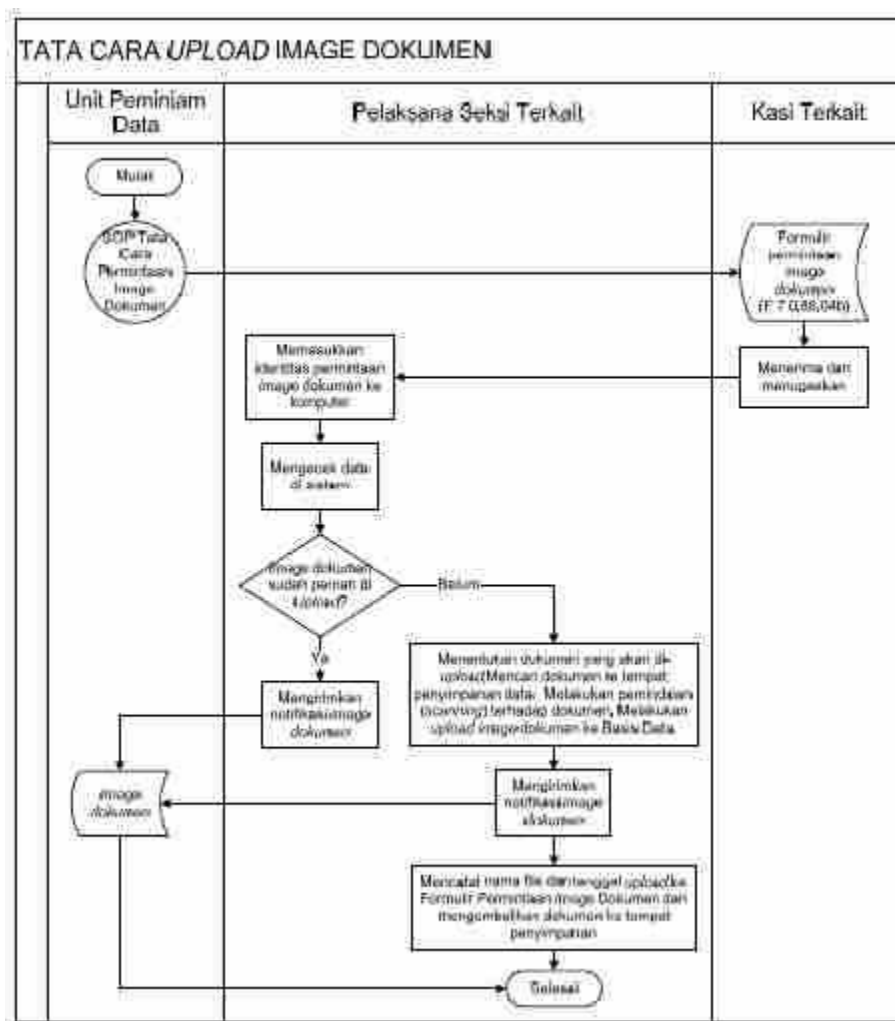 TATA CARA UPLOAD IMAGE DOKUMEN
Unit Peminjam
Data
Pelaksana Seksi Terkait
Kasi Terkait
Mulai
SOP Tata
Cara
Permintaan
Image
Dokumen
Formulir
permintaan
image
dokumen
Memasukkan
identitas permintaan
image dokumen ke
komputer
Menerima dan
menugaskan
Mengecek data
di sistem
Image dokumen
sudah pernah di
Upload?
Belum
Ya
Menentukan dokumen yang akan di-
upload Mencari dokumen ke tempat
penyimpanan data, Melakukan pemindaian
(scanning) terhadap dokumen, Melakukan
upload image dokumen ke Basis Data
Mengirimkan
notifikasi/image
dokumen
Image
dokumen
Mengirimkan
notifikasi/image
dokumen
Mencatat nama file dan tanggal upload ke
Formulir Permintaan Image Dokumen dan
mengembalikan dokumen ke tempat
penyimpanan
Selesai